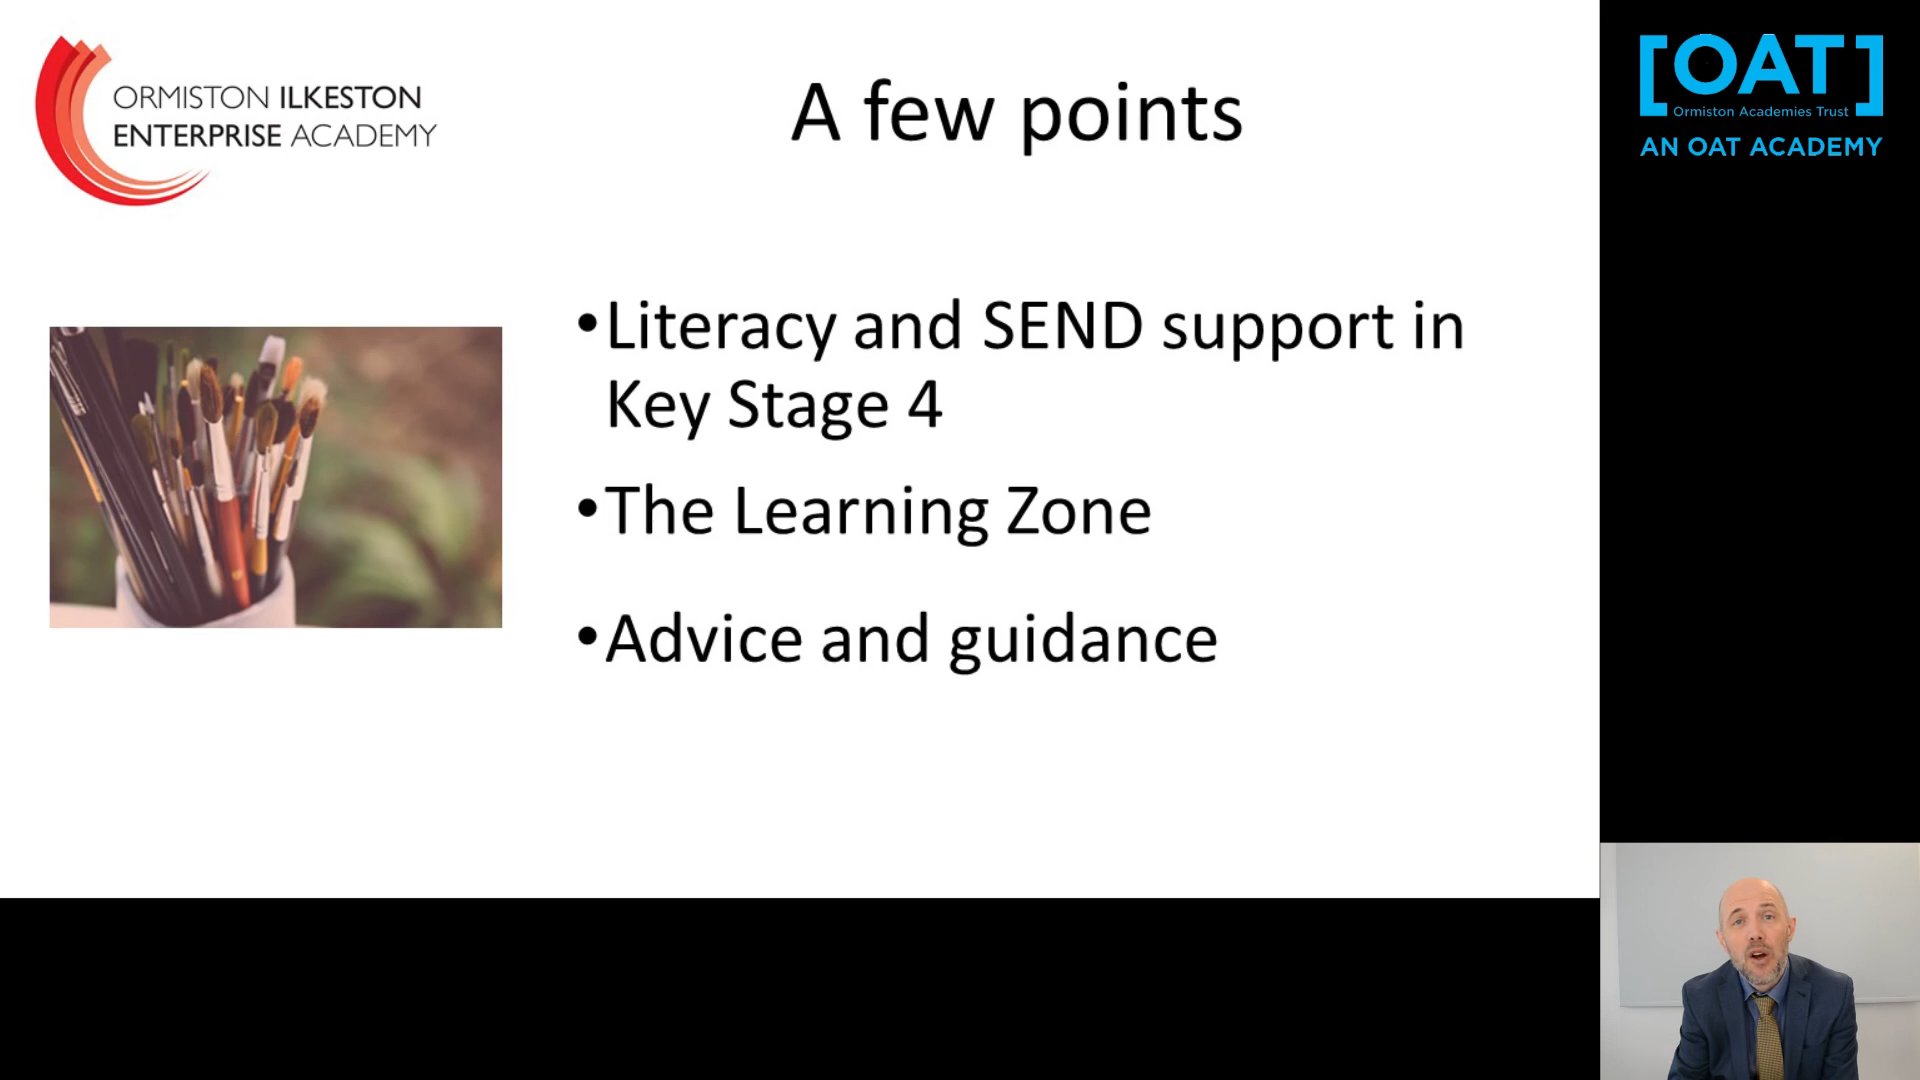 ORMISTON ILKESTON
ENTERPRISE ACADEMY
A few points
[OAT]
Ormiston Academies Trust
AN OAT ACADEMY
•Literacy and SEND support in
Key Stage 4
•The Learning Zone
•Advice and guidance